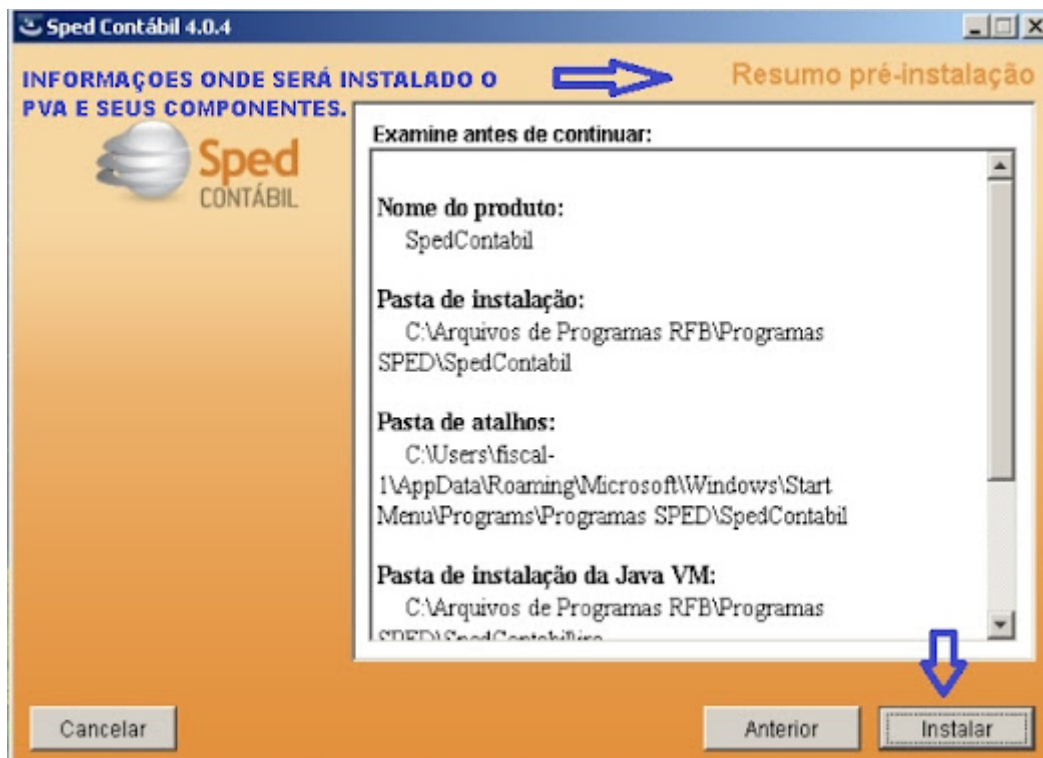 Sped Contábil 4.0.4
INFORMAÇOES ONDE SERÁ INSTALADO O
PVA E SEUS COMPONENTES.
Resumo pré-instalação
Sped
CONTÁBIL
Examine antes de continuar:
Nome do produto:
SpedContabil
Pasta de instalação:
C:\Arquivos de Programas RFB\Programas
SPED\SpedContabil
Pasta de atalhos:
C:\Users\fiscal-
1\AppData\Roaming\Microsoft\Windows\Start
Menu\Programs\Programas SPED\SpedContabil
Pasta de instalação da Java VM:
C:\Arquivos de Programas RFB\Programas
SPED\SpedContabil\jre
Cancelar
Anterior
Instalar